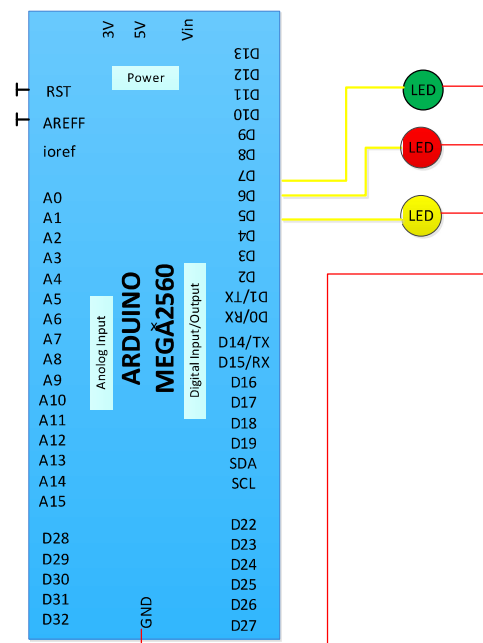 3V
5V
Vin
Power
RST
AREFF
ioref
A0
A1
A2
A3
A4
A5
A6
A7
A8
A9
A10
A11
A12
A13
A14
A15
D28
D29
D30
D31
D32
Anolog Input
ARDUINO
MEGA2560
Digital Input/Output
GND
D13
D12
D11
D10
D9
D8
D7
D6
D5
D4
D3
D2
D1/TX
D0/RX
D14/TX
D15/RX
D16
D17
D18
D19
SDA
SCL
D22
D23
D24
D25
D26
D27
LED
LED
LED